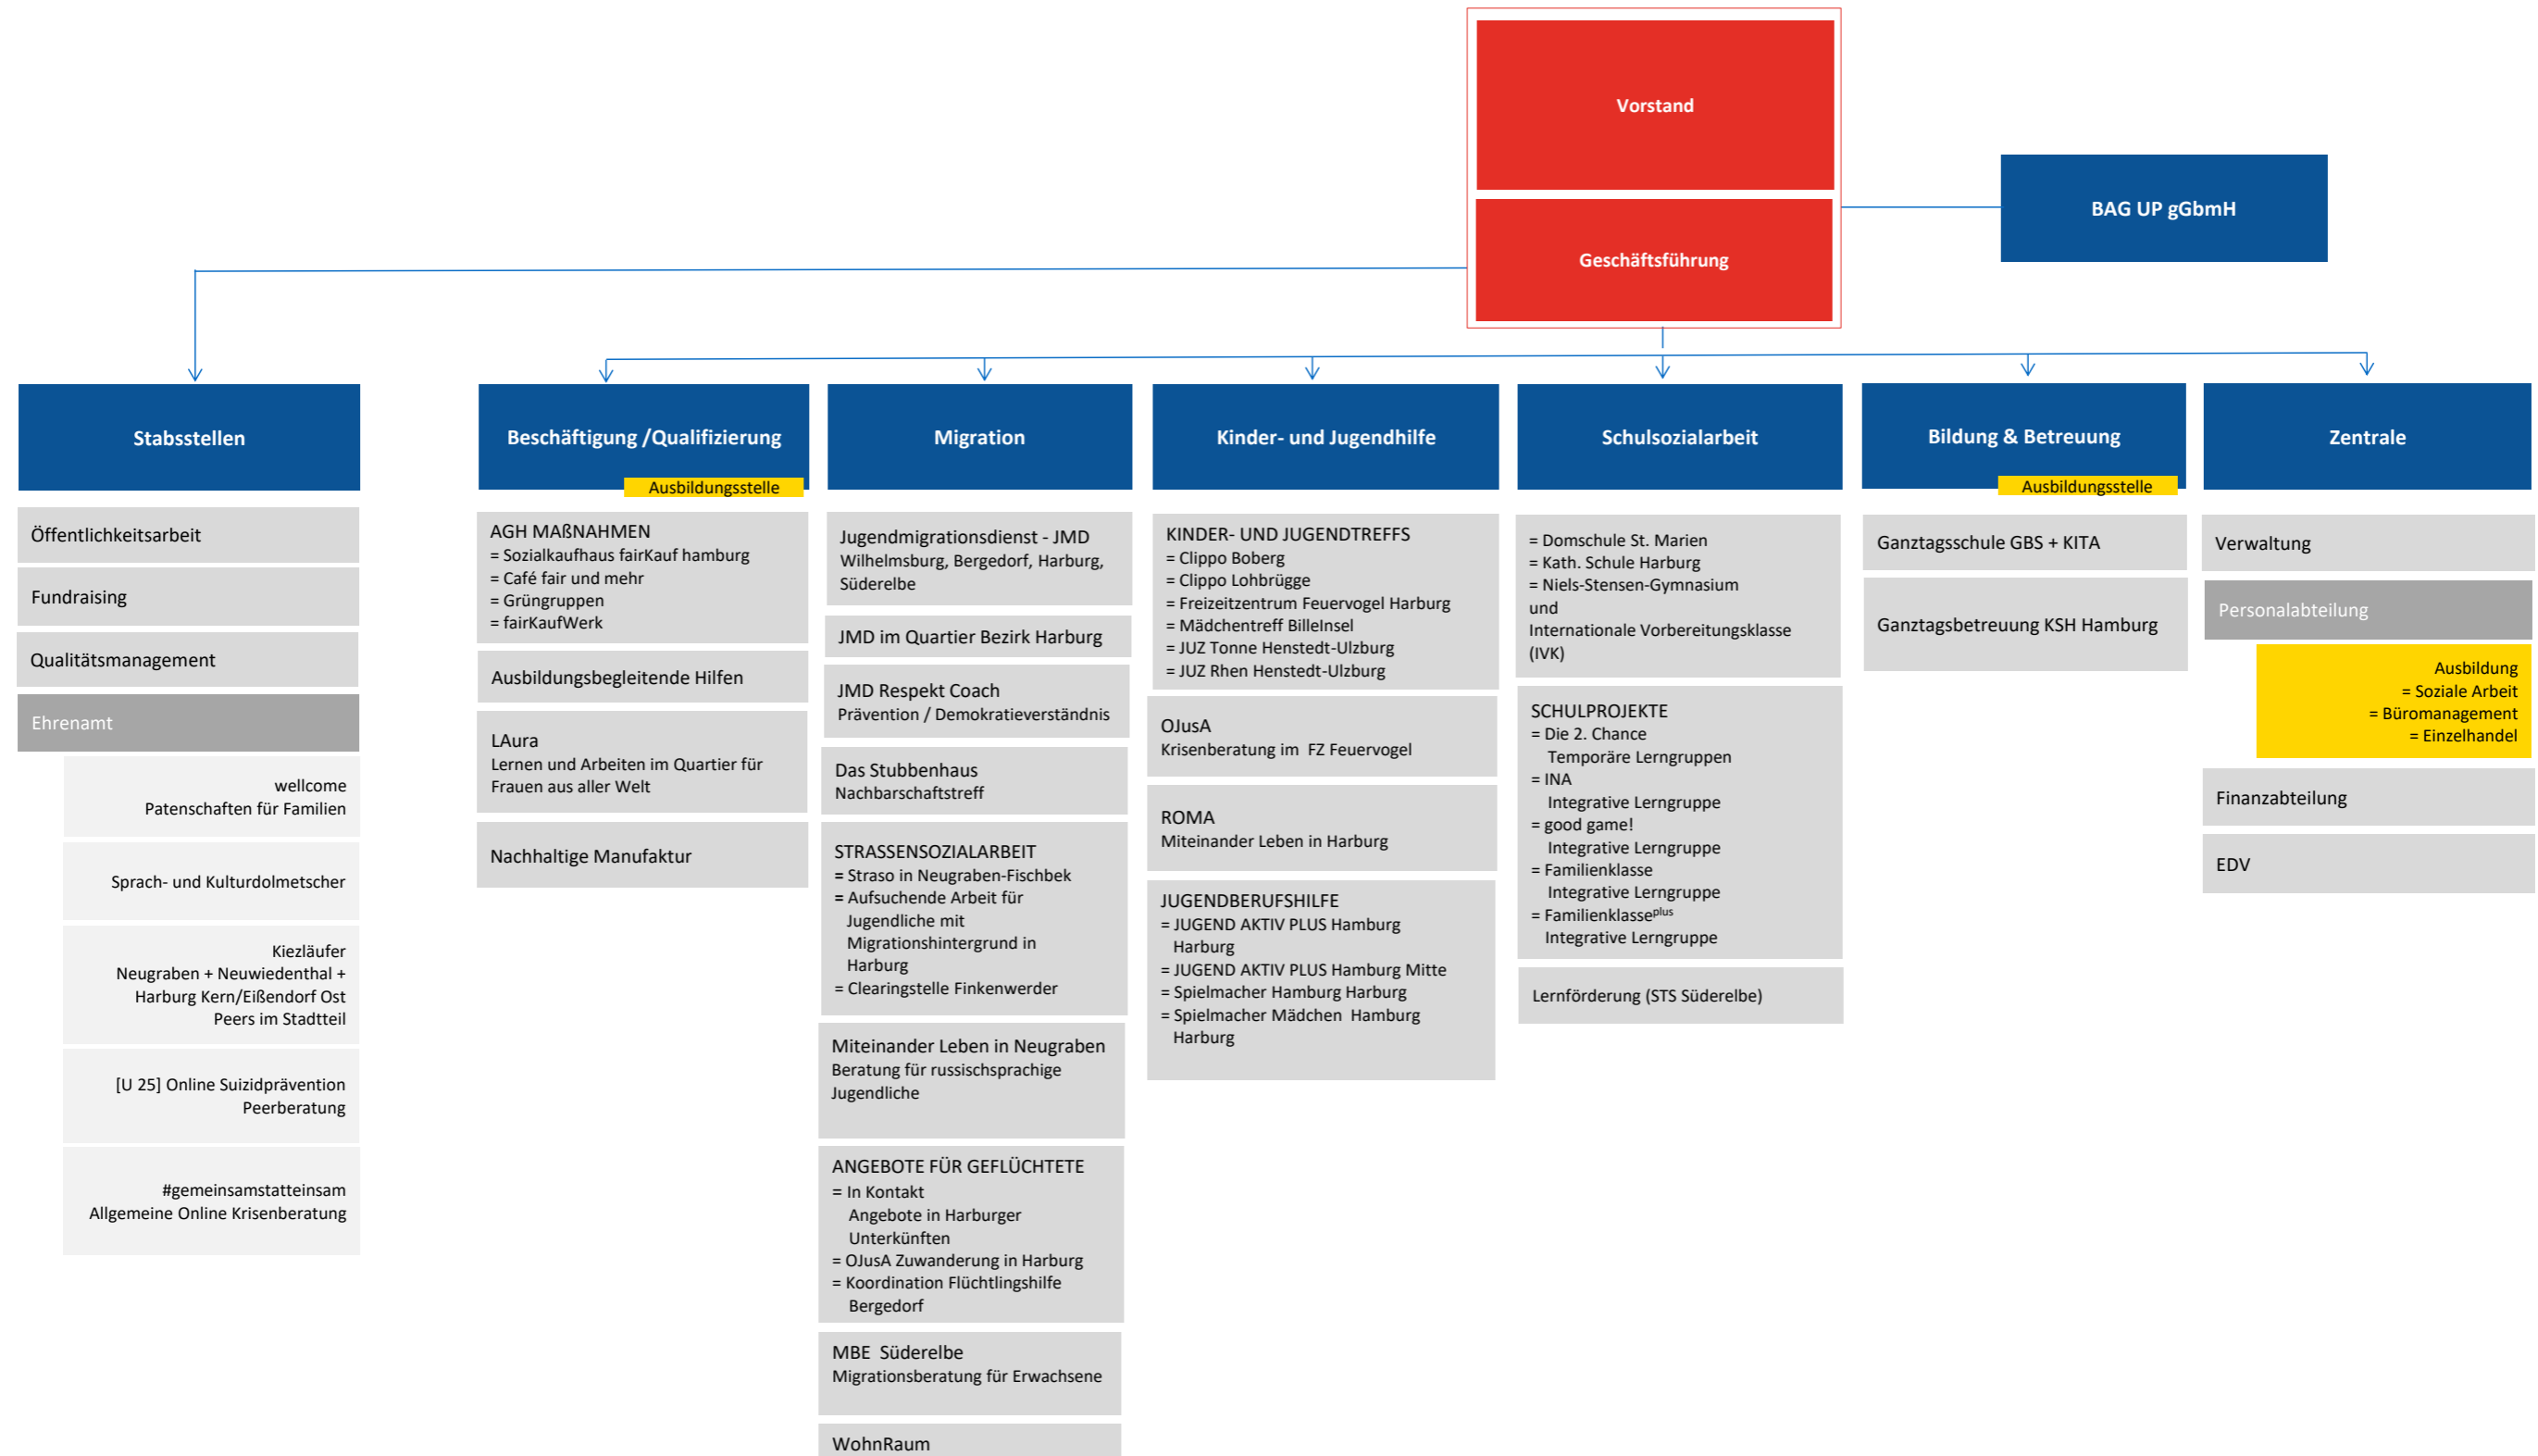 Vorstand
Geschäftsführung
BAG UP gGbmH
Stabsstellen
Öffentlichkeitsarbeit
Fundraising
Qualitätsmanagement
Ehrenamt
wellcome
Patenschaften für Familien
Sprach- und Kulturdolmetscher
Kiezläufer
Neugraben + Neuwiedenthal +
Harburg Kern/Eißendorf Ost
Peers im Stadtteil
[U 25] Online Suizidprävention
Peerberatung
#gemeinsamstatteinsam
Allgemeine Online Krisenberatung
Beschäftigung /Qualifizierung
Ausbildungsstelle
AGH MAßNAHMEN
= Sozialkaufhaus fairKauf hamburg
= Café fair und mehr
= Grüngruppen
= fairKaufWerk
Ausbildungsbegleitende Hilfen
LAura
Lernen und Arbeiten im Quartier für
Frauen aus aller Welt
Nachhaltige Manufaktur
Migration
Jugendmigrationsdienst - JMD
Wilhelmsburg, Bergedorf, Harburg,
Süderelbe
JMD im Quartier Bezirk Harburg
JMD Respekt Coach
Prävention / Demokratieverständnis
Das Stubbenhaus
Nachbarschaftstreff
STRASSENSOZIALARBEIT
= Straso in Neugraben-Fischbek
= Aufsuchende Arbeit für
Jugendliche mit
Migrationshintergrund in
Harburg
= Clearingstelle Finkenwerder
Miteinander Leben in Neugraben
Beratung für russischsprachige
Jugendliche
ANGEBOTE FÜR GEFLÜCHTETE
= In Kontakt
Angebote in Harburger
Unterkünften
= OJusA Zuwanderung in Harburg
= Koordination Flüchtlingshilfe
Bergedorf
MBE  Süderelbe
Migrationsberatung für Erwachsene
WohnRaum
Kinder- und Jugendhilfe
KINDER- UND JUGENDTREFFS
= Clippo Boberg
= Clippo Lohbrügge
= Freizeitzentrum Feuervogel Harburg
= Mädchentreff BilleInsel
= JUZ Tonne Henstedt-Ulzburg
= JUZ Rhen Henstedt-Ulzburg
OJusA
Krisenberatung im  FZ Feuervogel
ROMA
Miteinander Leben in Harburg
JUGENDBERUFSHILFE
= JUGEND AKTIV PLUS Hamburg
Harburg
= JUGEND AKTIV PLUS Hamburg Mitte
= Spielmacher Hamburg Harburg
= Spielmacher Mädchen  Hamburg
Harburg
Schulsozialarbeit
= Domschule St. Marien
= Kath. Schule Harburg
= Niels-Stensen-Gymnasium
und
Internationale Vorbereitungsklasse
(IVK)
SCHULPROJEKTE
= Die 2. Chance
Temporäre Lerngruppen
= INA
Integrative Lerngruppe
= good game!
Integrative Lerngruppe
= Familienklasse
Integrative Lerngruppe
= Familienklasseplus
Integrative Lerngruppe
Lernförderung (STS Süderelbe)
Bildung & Betreuung
Ausbildungsstelle
Ganztagsschule GBS + KITA
Ganztagsbetreuung KSH Hamburg
Zentrale
Verwaltung
Personalabteilung
Ausbildung
= Soziale Arbeit
= Büromanagement
= Einzelhandel
Finanzabteilung
EDV